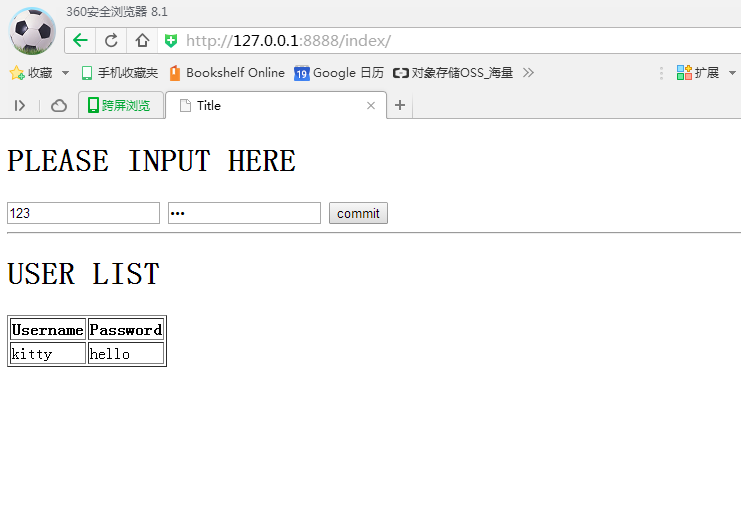 360安全浏览器 8.1
http://127.0.0.1:8888/index/
收藏 手机收藏夹 Bookshelf Online 19 Google 日历 对象存储OSS_海量 扩展
跨屏浏览 Title
PLEASE INPUT HERE
123 ••• commit
USER LIST
Username Password
kitty hello